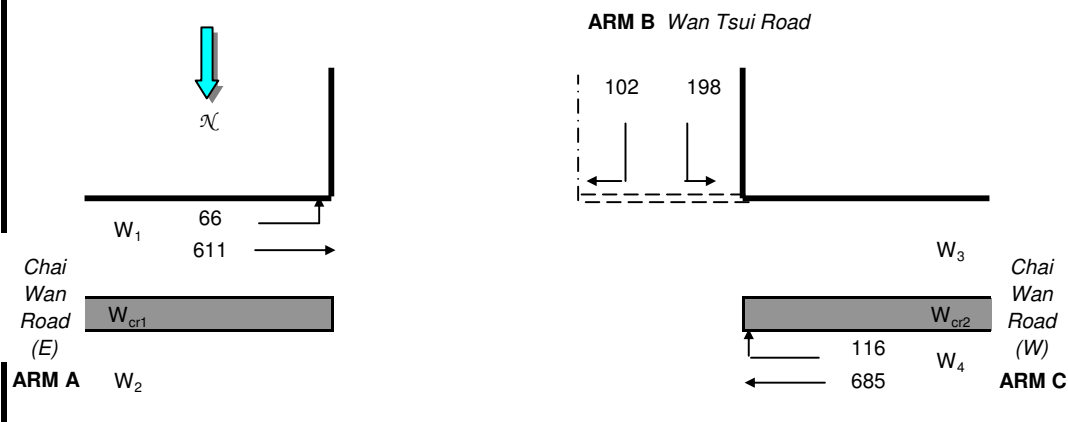 ARM B Wan Tsui Road
102 198
N
66
W1
611
W3
Chai
Wan
Road
(E)
ARM A
Wcr1
W2
Chai
Wan
Road
(W)
ARM C
Wcr2
116
W4
685